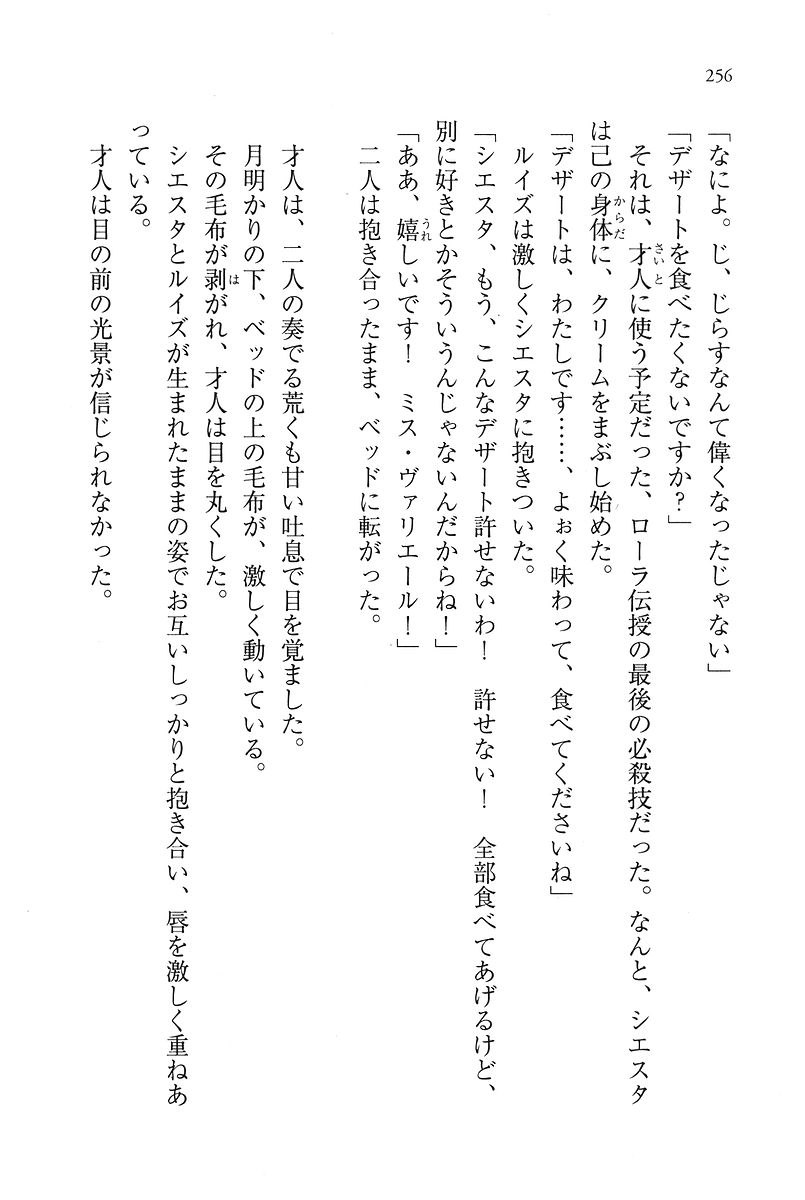 256
「なによ。じ、じらすなんて偉くなったじゃない」
「デザートを食べたくないですか？」
　それは、才人に使う予定だった、ローラ伝授の最後の必殺技だった。なんと、シエスタ
は己の身体に、クリームをまぶし始めた。
「デザートは、わたしです……、よぉく味わって、食べてくださいね」
　ルイズは激しくシエスタに抱きついた。
「シエスタ、もう、こんなデザート許せないわ！　許せない！　全部食べてあげるけど、
別に好きとかそういうんじゃないんだからね！」
「ああ、嬉しいです！　ミス・ヴァリエール！」
　二人は抱き合ったまま、ベッドに転がった。
　才人は、二人の奏でる荒くも甘い吐息で目を覚ました。
　月明かりの下、ベッドの上の毛布が、激しく動いている。
　その毛布が剥がれ、才人は目を丸くした。
　シエスタとルイズが生まれたままの姿でお互いしっかりと抱き合い、唇を激しく重ねあ
っている。
　才人は目の前の光景が信じられなかった。